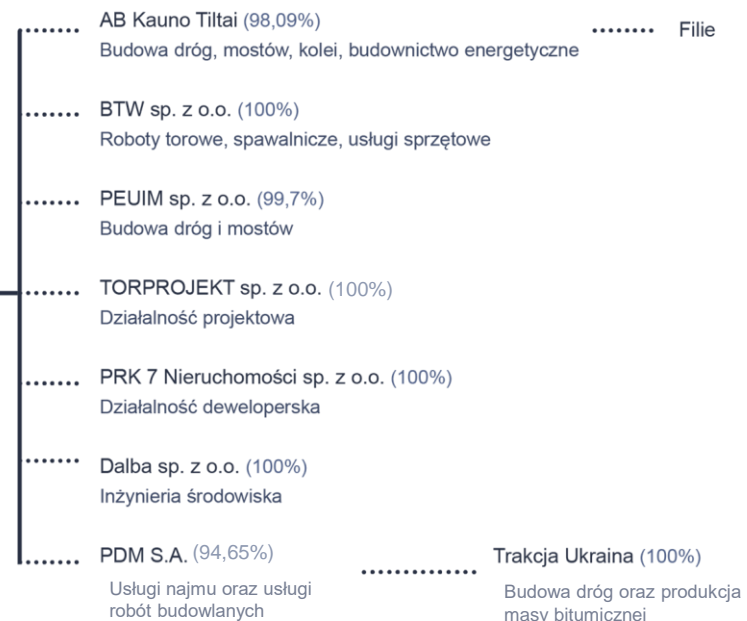 AB Kauno Tiltai (98,09%)
Budowa dróg, mostów, kolei, budownictwo energetyczne
Filie
BTW sp. z o.o. (100%)
Roboty torowe, spawalnicze, usługi sprzętowe
PEUIM sp. z o.o. (99,7%)
Budowa dróg i mostów
TORPROJEKT sp. z o.o. (100%)
Działalność projektowa
PRK 7 Nieruchomości sp. z o.o. (100%)
Działalność deweloperska
Dalba sp. z o.o. (100%)
Inżynieria środowiska
PDM S.A. (94,65%)
Usługi najmu oraz usługi
robót budowlanych
Trakcja Ukraina (100%)
Budowa dróg oraz produkcja
masy bitumicznej